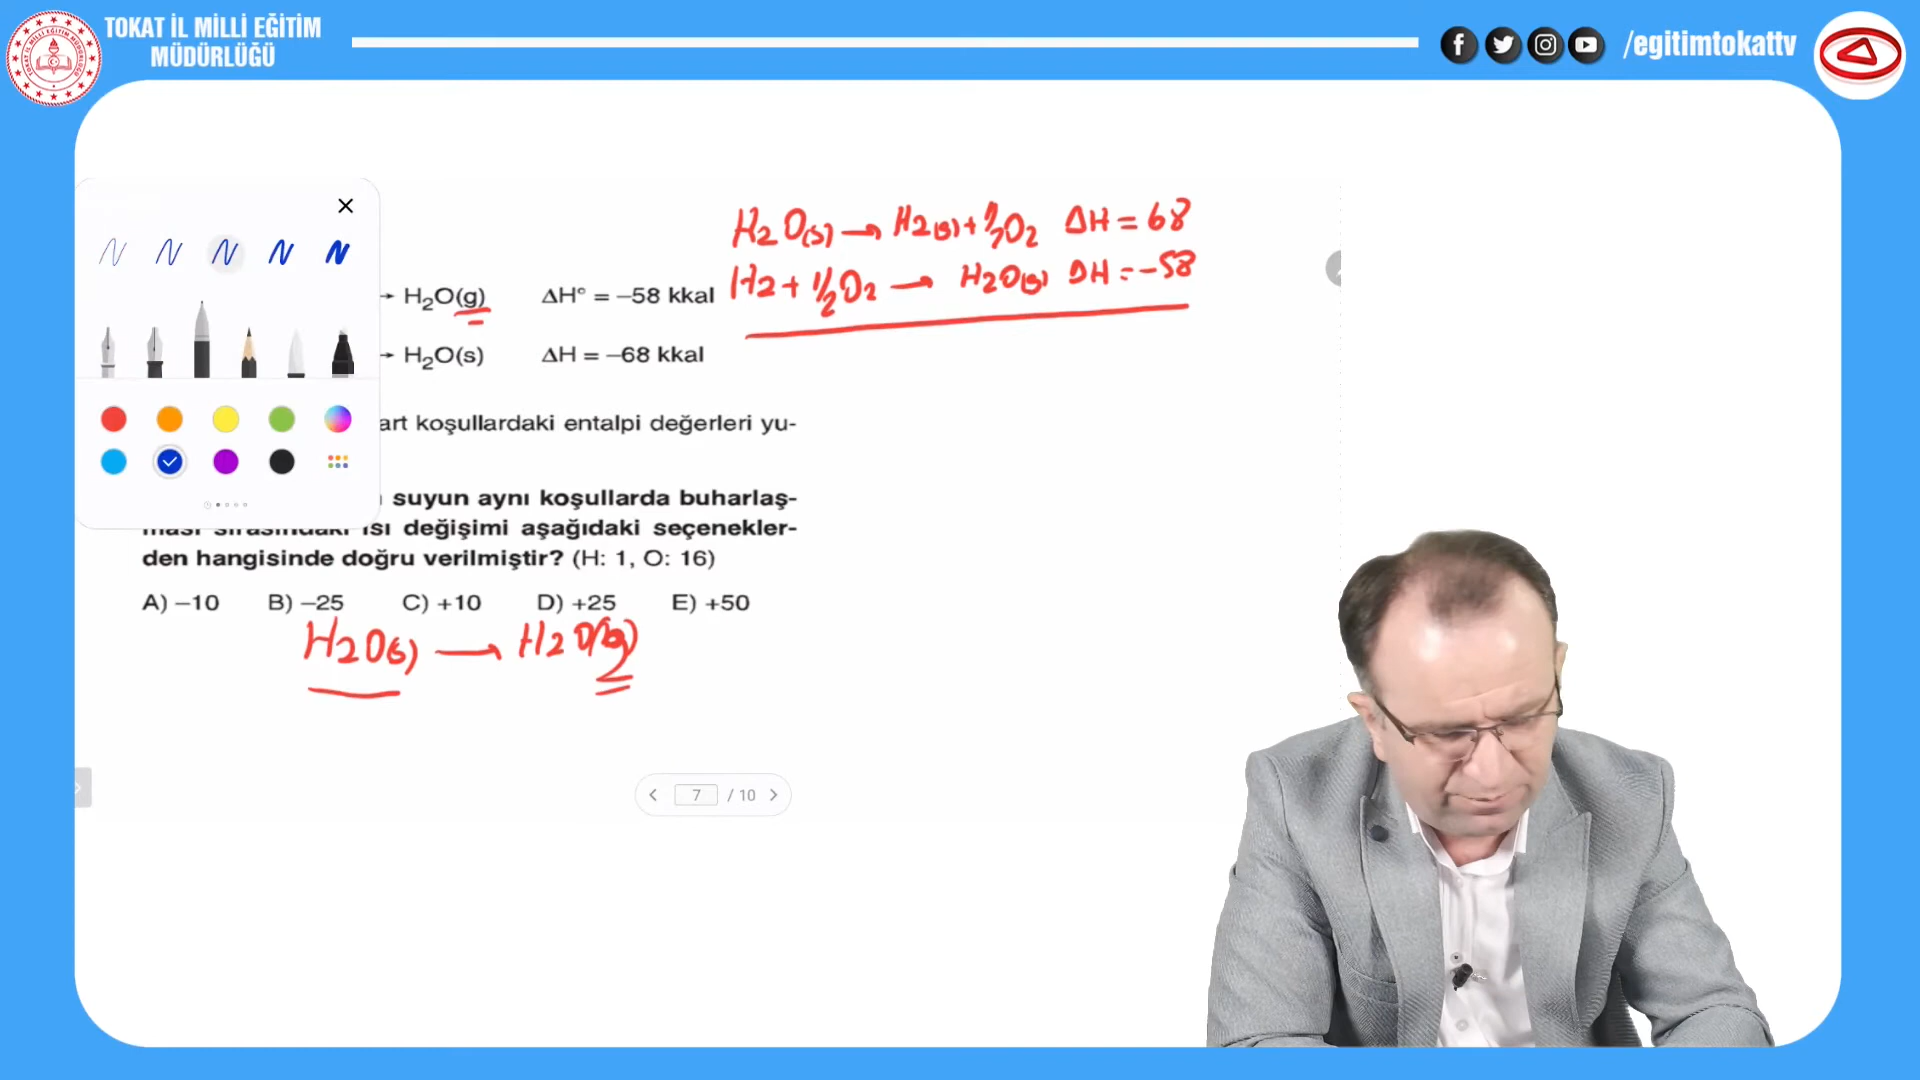 TOKAT İL MİLLİ EĞİTİM
MÜDÜRLÜĞÜ
/egitimtokattv
H₂O(s) → H₂(g) + ½O₂ ΔH = 68
H₂ + ½O₂ → H₂O(g) ΔH = -58
→ H₂O(g) ΔH° = –58 kkal
→ H₂O(s) ΔH = –68 kkal
art koşullardaki entalpi değerleri yu-
suyun aynı koşullarda buharlaş-
ması sırasındaki ısı değişimi aşağıdaki seçenekler-
den hangisinde doğru verilmiştir? (H: 1, O: 16)
A) –10 B) –25 C) +10 D) +25 E) +50
H₂O(s) → H₂O(g)
7 / 10